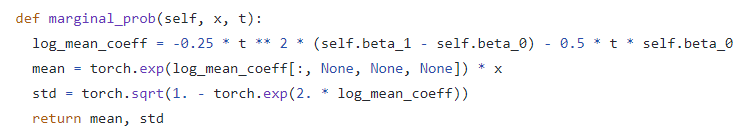 def marginal_prob(self, x, t):
  log_mean_coeff = -0.25 * t ** 2 * (self.beta_1 - self.beta_0) - 0.5 * t * self.beta_0
  mean = torch.exp(log_mean_coeff[:, None, None, None]) * x
  std = torch.sqrt(1. - torch.exp(2. * log_mean_coeff))
  return mean, std